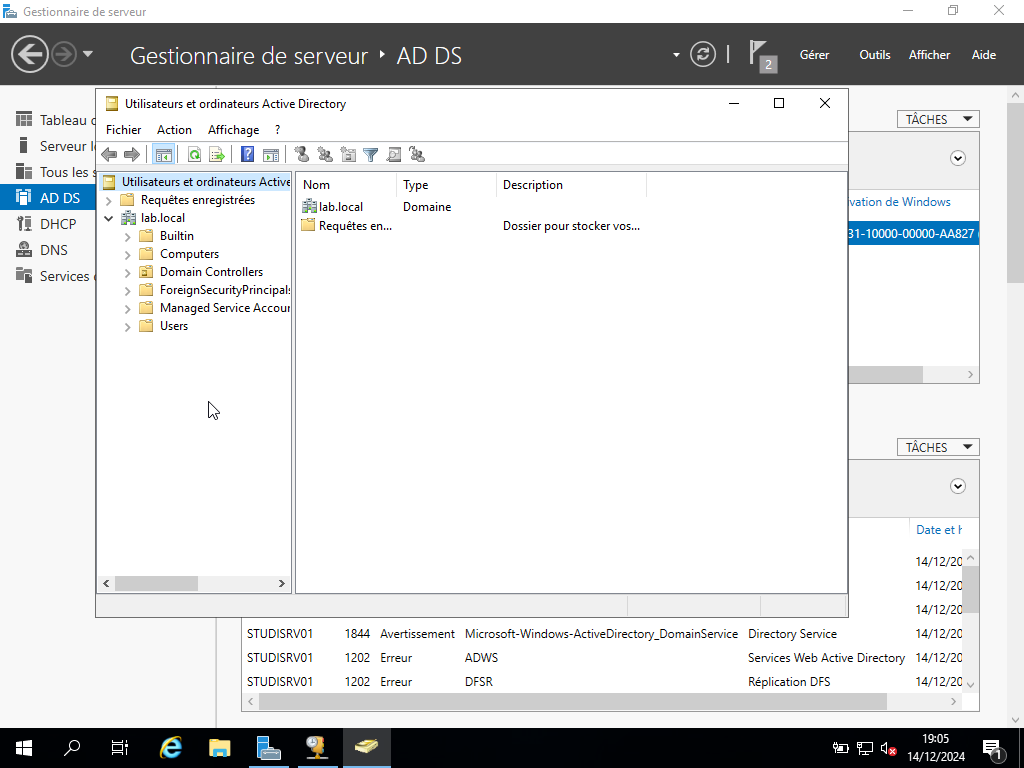 Gestionnaire de serveur
Gestionnaire de serveur ‣ AD DS
2
Gérer Outils Afficher Aide
Tableau
Serveur
Tous les
AD DS
DHCP
DNS
Services
TÂCHES
vation de Windows
31-10000-00000-AA827
Utilisateurs et ordinateurs Active Directory
Fichier Action Affichage ?
Utilisateurs et ordinateurs Active
Requêtes enregistrées
lab.local
Builtin
Computers
Domain Controllers
ForeignSecurityPrincipals
Managed Service Accour
Users
Nom Type Description
lab.local Domaine
Requêtes en... Dossier pour stocker vos...
TÂCHES
Date et h
14/12/20
14/12/20
14/12/20
STUDISRV01 1844 Avertissement Microsoft-Windows-ActiveDirectory_DomainService Directory Service 14/12/20
STUDISRV01 1202 Erreur ADWS Services Web Active Directory 14/12/20
STUDISRV01 1202 Erreur DFSR Réplication DFS 14/12/20
19:05
14/12/2024
1